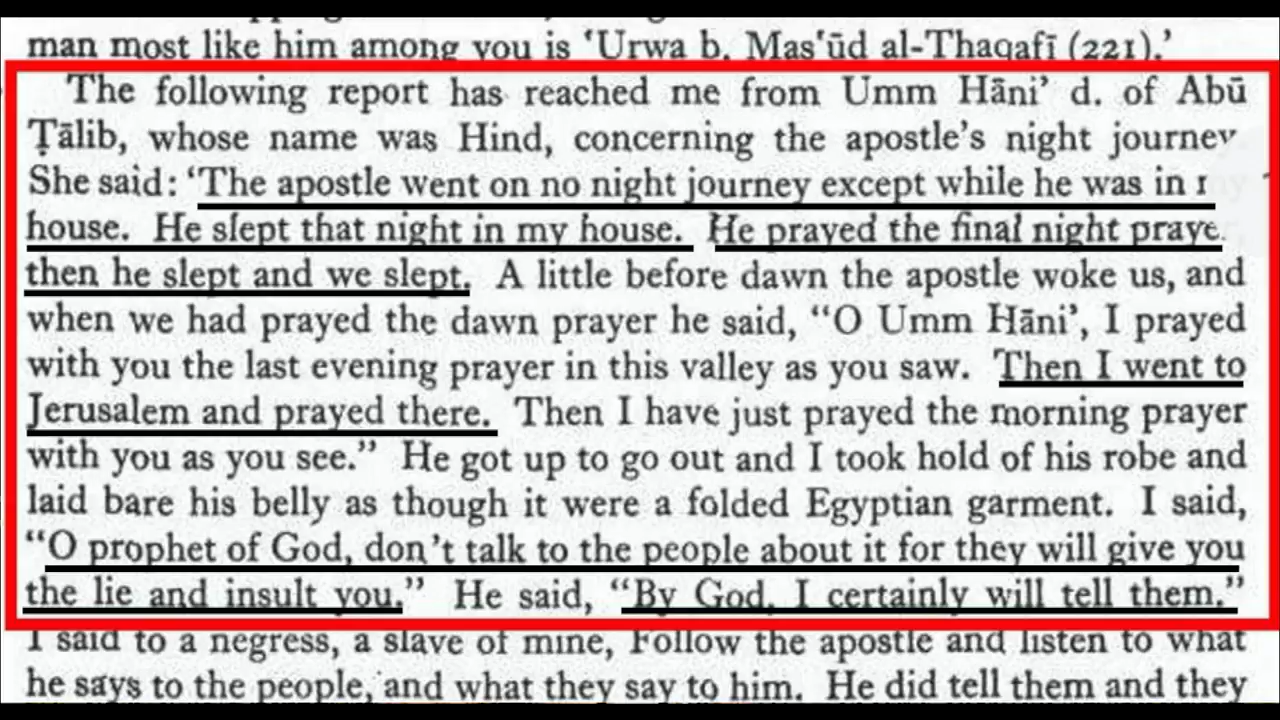 man most like him among you is ‘Urwa b. Mas‘ūd al-Thaqafī (221).’
The following report has reached me from Umm Hāni’ d. of Abū
Ṭālib, whose name was Hind, concerning the apostle’s night journey
She said: ‘The apostle went on no night journey except while he was in my
house. He slept that night in my house. He prayed the final night prayer,
then he slept and we slept. A little before dawn the apostle woke us, and
when we had prayed the dawn prayer he said, “O Umm Hāni’, I prayed
with you the last evening prayer in this valley as you saw. Then I went to
Jerusalem and prayed there. Then I have just prayed the morning prayer
with you as you see.” He got up to go out and I took hold of his robe and
laid bare his belly as though it were a folded Egyptian garment. I said,
“O prophet of God, don’t talk to the people about it for they will give you
the lie and insult you.” He said, “By God, I certainly will tell them.”
I said to a negress, a slave of mine, Follow the apostle and listen to what
he says to the people, and what they say to him. He did tell them and they